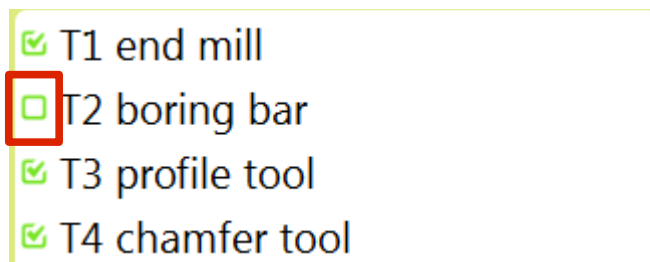 T1 end mill
T2 boring bar
T3 profile tool
T4 chamfer tool